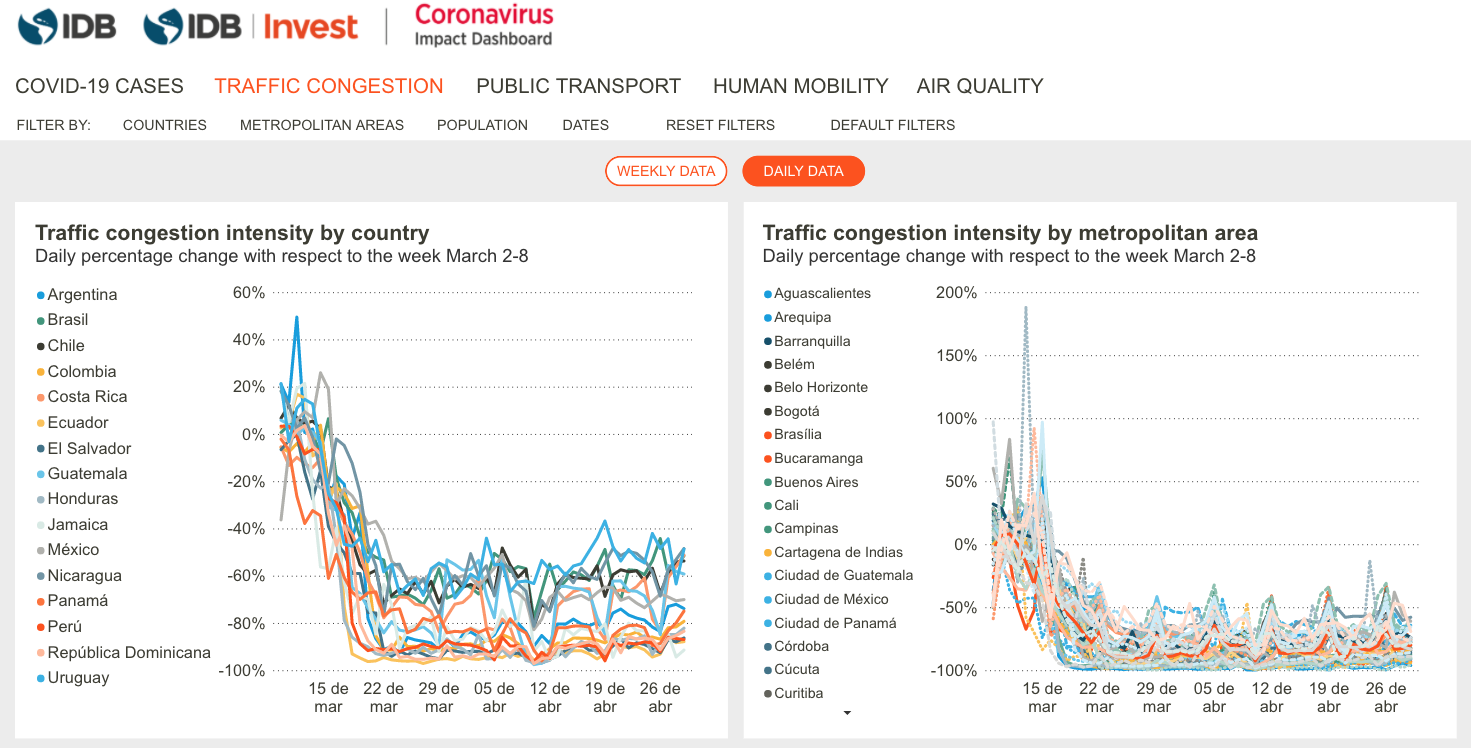 IDB IDB Invest Coronavirus
Impact Dashboard
COVID-19 CASES TRAFFIC CONGESTION PUBLIC TRANSPORT HUMAN MOBILITY AIR QUALITY
FILTER BY: COUNTRIES METROPOLITAN AREAS POPULATION DATES RESET FILTERS DEFAULT FILTERS
WEEKLY DATA DAILY DATA
Traffic congestion intensity by country
Daily percentage change with respect to the week March 2-8
Argentina
Brasil
Chile
Colombia
Costa Rica
Ecuador
El Salvador
Guatemala
Honduras
Jamaica
México
Nicaragua
Panamá
Perú
República Dominicana
Uruguay
60%
40%
20%
0%
-20%
-40%
-60%
-80%
-100%
15 de mar
22 de mar
29 de mar
05 de abr
12 de abr
19 de abr
26 de abr
Traffic congestion intensity by metropolitan area
Daily percentage change with respect to the week March 2-8
Aguascalientes
Arequipa
Barranquilla
Belém
Belo Horizonte
Bogotá
Brasília
Bucaramanga
Buenos Aires
Cali
Campinas
Cartagena de Indias
Ciudad de Guatemala
Ciudad de México
Ciudad de Panamá
Córdoba
Cúcuta
Curitiba
200%
150%
100%
50%
0%
-50%
-100%
15 de mar
22 de mar
29 de mar
05 de abr
12 de abr
19 de abr
26 de abr